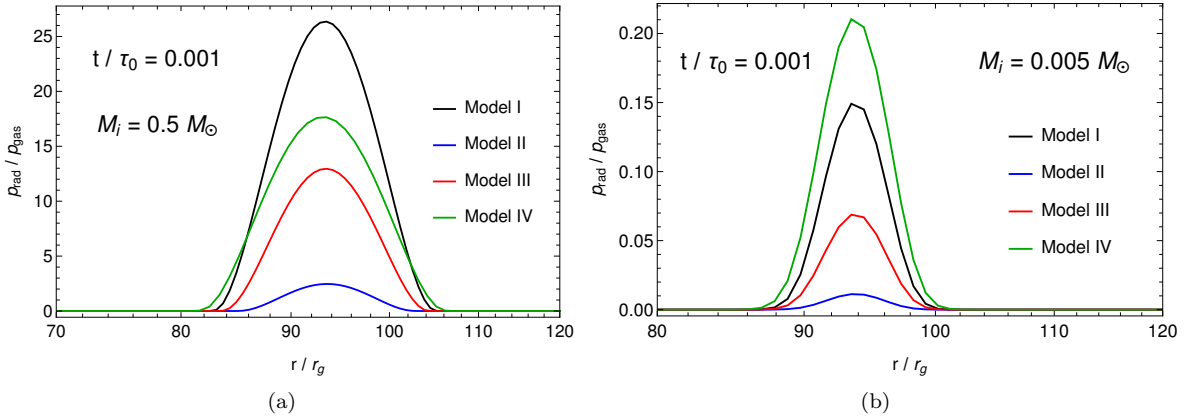 25
20
15
10
5
0
p_rad / p_gas
t / τ₀ = 0.001
M_i = 0.5 M_⊙
Model I
Model II
Model III
Model IV
70
80
90
100
110
120
r / r_g
(a)
0.20
0.15
0.10
0.05
0.00
p_rad / p_gas
t / τ₀ = 0.001
M_i = 0.005 M_⊙
Model I
Model II
Model III
Model IV
80
90
100
110
120
r / r_g
(b)